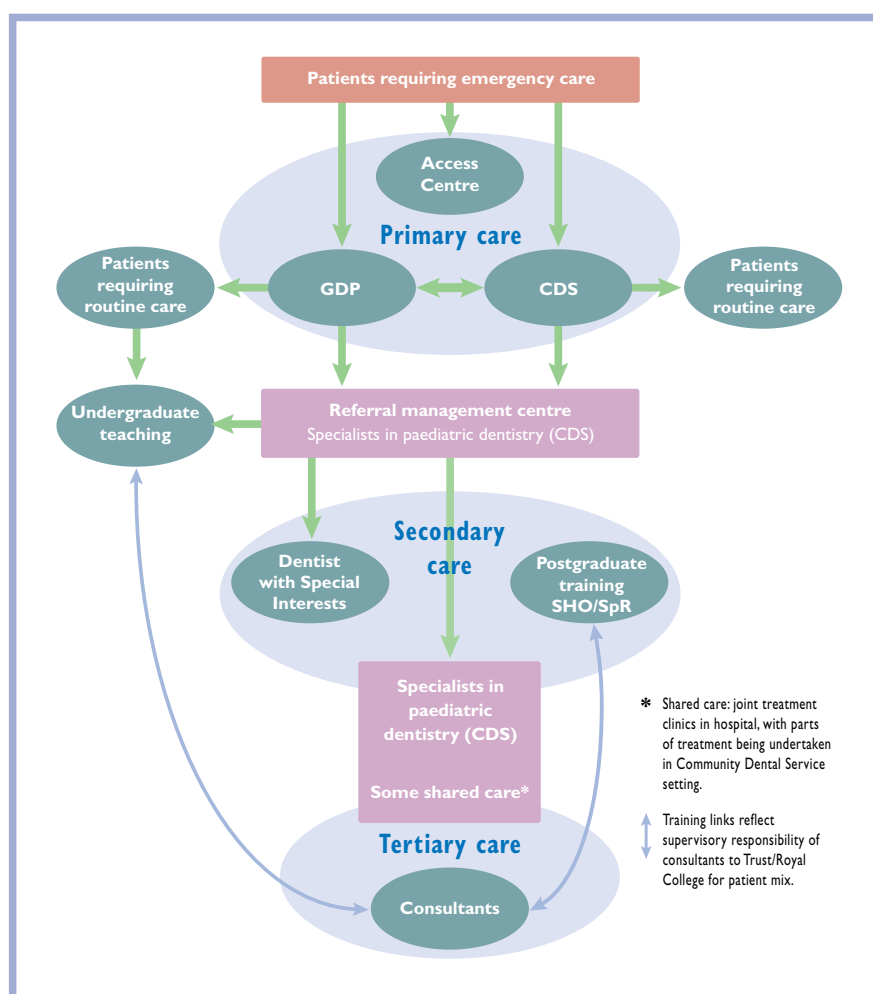 Patients requiring emergency care
Access
Centre
Primary care
Patients
requiring
routine care
GDP
CDS
Patients
requiring
routine care
Undergraduate
teaching
Referral management centre
Specialists in paediatric dentistry (CDS)
Secondary
care
Dentist
with Special
Interests
Postgraduate
training
SHO/SpR
Specialists in
paediatric
dentistry (CDS)
Some shared care*
* Shared care: joint treatment
clinics in hospital, with parts
of treatment being undertaken
in Community Dental Service
setting.
Training links reflect
supervisory responsibility of
consultants to Trust/Royal
College for patient mix.
Tertiary care
Consultants